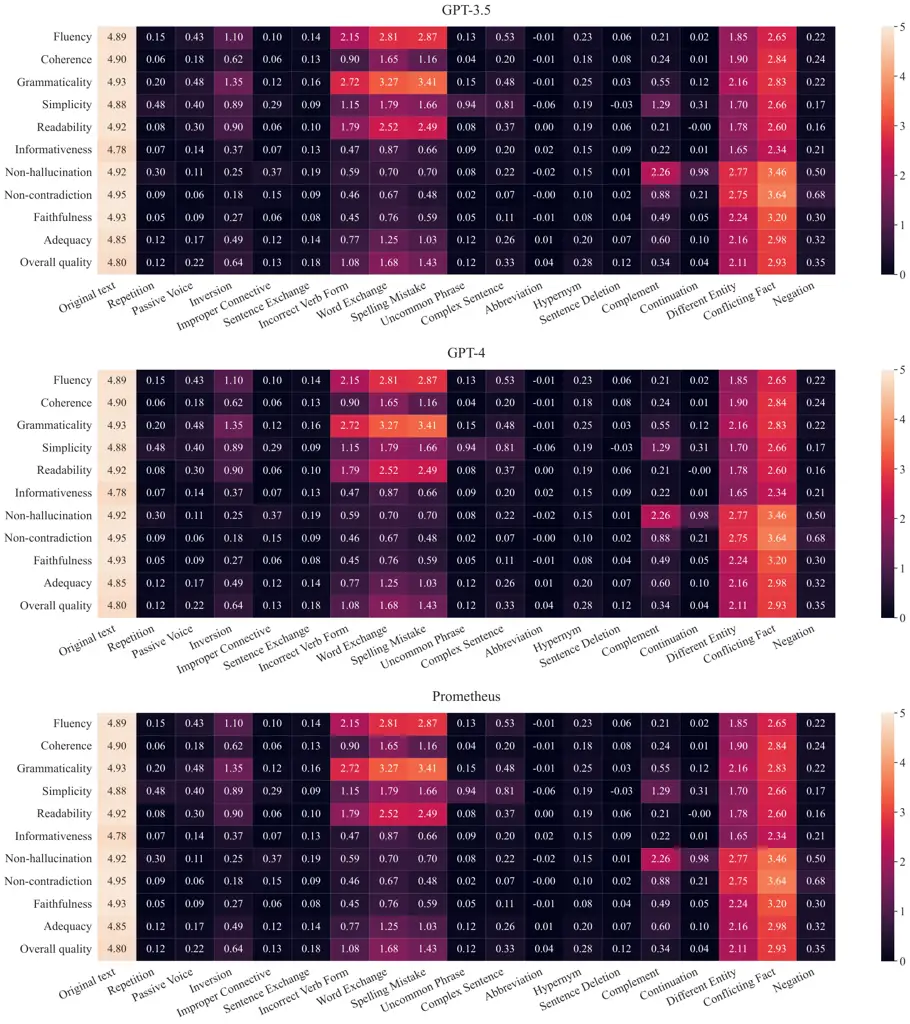 GPT-3.5
5
Fluency 4.89 0.15 0.43 1.10 0.10 0.14 2.15 2.81 2.87 0.13 0.53 -0.01 0.23 0.06 0.21 0.02 1.85 2.65 0.22
Coherence 4.90 0.06 0.18 0.62 0.06 0.13 0.90 1.65 1.16 0.04 0.20 -0.01 0.18 0.08 0.24 0.01 1.90 2.84 0.24
4
Grammaticality 4.93 0.20 0.48 1.35 0.12 0.16 2.72 3.27 3.41 0.15 0.48 -0.01 0.25 0.03 0.55 0.12 2.16 2.83 0.22
Simplicity 4.88 0.48 0.40 0.89 0.29 0.09 1.15 1.79 1.66 0.94 0.81 -0.06 0.19 -0.03 1.29 0.31 1.70 2.66 0.17
3
Readability 4.92 0.08 0.30 0.90 0.06 0.10 1.79 2.52 2.49 0.08 0.37 0.00 0.19 0.06 0.21 -0.00 1.78 2.60 0.16
Informativeness 4.78 0.07 0.14 0.37 0.07 0.13 0.47 0.87 0.66 0.09 0.20 0.02 0.15 0.09 0.22 0.01 1.65 2.34 0.21
Non-hallucination 4.92 0.30 0.11 0.25 0.37 0.19 0.59 0.70 0.70 0.08 0.22 -0.02 0.15 0.01 2.26 0.98 2.77 3.46 0.50
2
Non-contradiction 4.95 0.09 0.06 0.18 0.15 0.09 0.46 0.67 0.48 0.02 0.07 -0.00 0.10 0.02 0.88 0.21 2.75 3.64 0.68
Faithfulness 4.93 0.05 0.09 0.27 0.06 0.08 0.45 0.76 0.59 0.05 0.11 -0.01 0.08 0.04 0.49 0.05 2.24 3.20 0.30
1
Adequacy 4.85 0.12 0.17 0.49 0.12 0.14 0.77 1.25 1.03 0.12 0.26 0.01 0.20 0.07 0.60 0.10 2.16 2.98 0.32
Overall quality 4.80 0.12 0.22 0.64 0.13 0.18 1.08 1.68 1.43 0.12 0.33 0.04 0.28 0.12 0.34 0.04 2.11 2.93 0.35
0
Original text Repetition Passive Voice Inversion Improper Connective Sentence Exchange Incorrect Verb Form Word Exchange Spelling Mistake Uncommon Phrase Complex Sentence Abbreviation Hypernym Sentence Deletion Complement Continuation Different Entity Conflicting Fact Negation
GPT-4
5
Fluency 4.89 0.15 0.43 1.10 0.10 0.14 2.15 2.81 2.87 0.13 0.53 -0.01 0.23 0.06 0.21 0.02 1.85 2.65 0.22
Coherence 4.90 0.06 0.18 0.62 0.06 0.13 0.90 1.65 1.16 0.04 0.20 -0.01 0.18 0.08 0.24 0.01 1.90 2.84 0.24
4
Grammaticality 4.93 0.20 0.48 1.35 0.12 0.16 2.72 3.27 3.41 0.15 0.48 -0.01 0.25 0.03 0.55 0.12 2.16 2.83 0.22
Simplicity 4.88 0.48 0.40 0.89 0.29 0.09 1.15 1.79 1.66 0.94 0.81 -0.06 0.19 -0.03 1.29 0.31 1.70 2.66 0.17
3
Readability 4.92 0.08 0.30 0.90 0.06 0.10 1.79 2.52 2.49 0.08 0.37 0.00 0.19 0.06 0.21 -0.00 1.78 2.60 0.16
Informativeness 4.78 0.07 0.14 0.37 0.07 0.13 0.47 0.87 0.66 0.09 0.20 0.02 0.15 0.09 0.22 0.01 1.65 2.34 0.21
Non-hallucination 4.92 0.30 0.11 0.25 0.37 0.19 0.59 0.70 0.70 0.08 0.22 -0.02 0.15 0.01 2.26 0.98 2.77 3.46 0.50
2
Non-contradiction 4.95 0.09 0.06 0.18 0.15 0.09 0.46 0.67 0.48 0.02 0.07 -0.00 0.10 0.02 0.88 0.21 2.75 3.64 0.68
Faithfulness 4.93 0.05 0.09 0.27 0.06 0.08 0.45 0.76 0.59 0.05 0.11 -0.01 0.08 0.04 0.49 0.05 2.24 3.20 0.30
1
Adequacy 4.85 0.12 0.17 0.49 0.12 0.14 0.77 1.25 1.03 0.12 0.26 0.01 0.20 0.07 0.60 0.10 2.16 2.98 0.32
Overall quality 4.80 0.12 0.22 0.64 0.13 0.18 1.08 1.68 1.43 0.12 0.33 0.04 0.28 0.12 0.34 0.04 2.11 2.93 0.35
0
Original text Repetition Passive Voice Inversion Improper Connective Sentence Exchange Incorrect Verb Form Word Exchange Spelling Mistake Uncommon Phrase Complex Sentence Abbreviation Hypernym Sentence Deletion Complement Continuation Different Entity Conflicting Fact Negation
Prometheus
5
Fluency 4.89 0.15 0.43 1.10 0.10 0.14 2.15 2.81 2.87 0.13 0.53 -0.01 0.23 0.06 0.21 0.02 1.85 2.65 0.22
Coherence 4.90 0.06 0.18 0.62 0.06 0.13 0.90 1.65 1.16 0.04 0.20 -0.01 0.18 0.08 0.24 0.01 1.90 2.84 0.24
4
Grammaticality 4.93 0.20 0.48 1.35 0.12 0.16 2.72 3.27 3.41 0.15 0.48 -0.01 0.25 0.03 0.55 0.12 2.16 2.83 0.22
Simplicity 4.88 0.48 0.40 0.89 0.29 0.09 1.15 1.79 1.66 0.94 0.81 -0.06 0.19 -0.03 1.29 0.31 1.70 2.66 0.17
3
Readability 4.92 0.08 0.30 0.90 0.06 0.10 1.79 2.52 2.49 0.08 0.37 0.00 0.19 0.06 0.21 -0.00 1.78 2.60 0.16
Informativeness 4.78 0.07 0.14 0.37 0.07 0.13 0.47 0.87 0.66 0.09 0.20 0.02 0.15 0.09 0.22 0.01 1.65 2.34 0.21
Non-hallucination 4.92 0.30 0.11 0.25 0.37 0.19 0.59 0.70 0.70 0.08 0.22 -0.02 0.15 0.01 2.26 0.98 2.77 3.46 0.50
2
Non-contradiction 4.95 0.09 0.06 0.18 0.15 0.09 0.46 0.67 0.48 0.02 0.07 -0.00 0.10 0.02 0.88 0.21 2.75 3.64 0.68
Faithfulness 4.93 0.05 0.09 0.27 0.06 0.08 0.45 0.76 0.59 0.05 0.11 -0.01 0.08 0.04 0.49 0.05 2.24 3.20 0.30
1
Adequacy 4.85 0.12 0.17 0.49 0.12 0.14 0.77 1.25 1.03 0.12 0.26 0.01 0.20 0.07 0.60 0.10 2.16 2.98 0.32
Overall quality 4.80 0.12 0.22 0.64 0.13 0.18 1.08 1.68 1.43 0.12 0.33 0.04 0.28 0.12 0.34 0.04 2.11 2.93 0.35
0
Original text Repetition Passive Voice Inversion Improper Connective Sentence Exchange Incorrect Verb Form Word Exchange Spelling Mistake Uncommon Phrase Complex Sentence Abbreviation Hypernym Sentence Deletion Complement Continuation Different Entity Conflicting Fact Negation